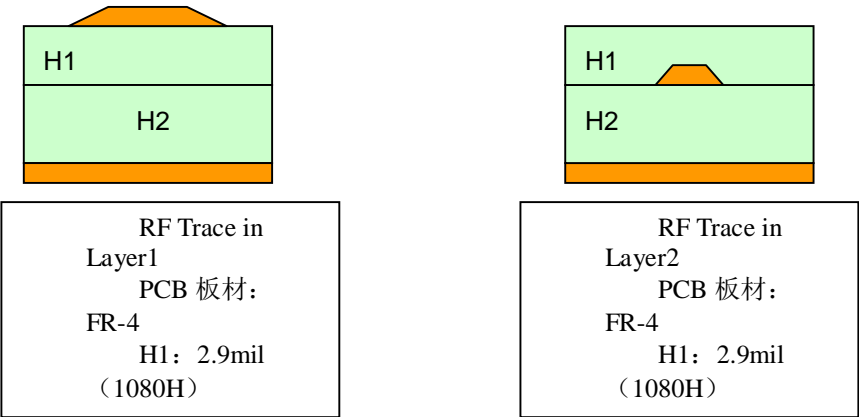 H1
H2
H1
H2
RF Trace in
Layer1
PCB 板材：
FR-4
H1：2.9mil
（1080H）
RF Trace in
Layer2
PCB 板材：
FR-4
H1：2.9mil
（1080H）